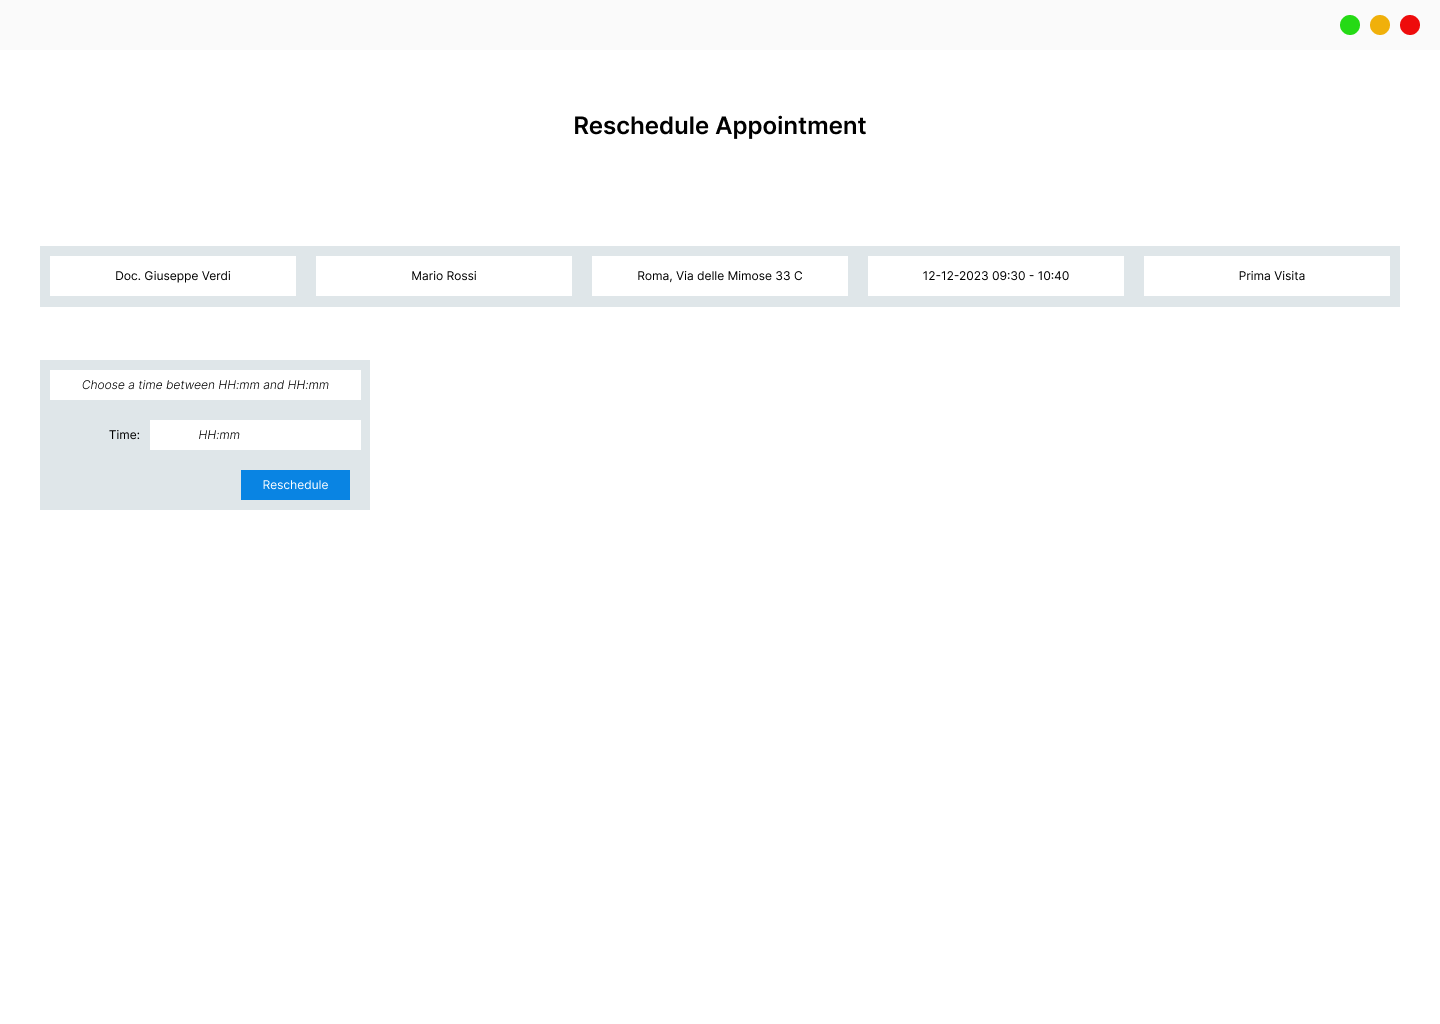 Reschedule Appointment
Doc. Giuseppe Verdi
Mario Rossi
Roma, Via delle Mimose 33 C
12-12-2023 09:30 - 10:40
Prima Visita
Choose a time between HH:mm and HH:mm
Time: HH:mm
Reschedule